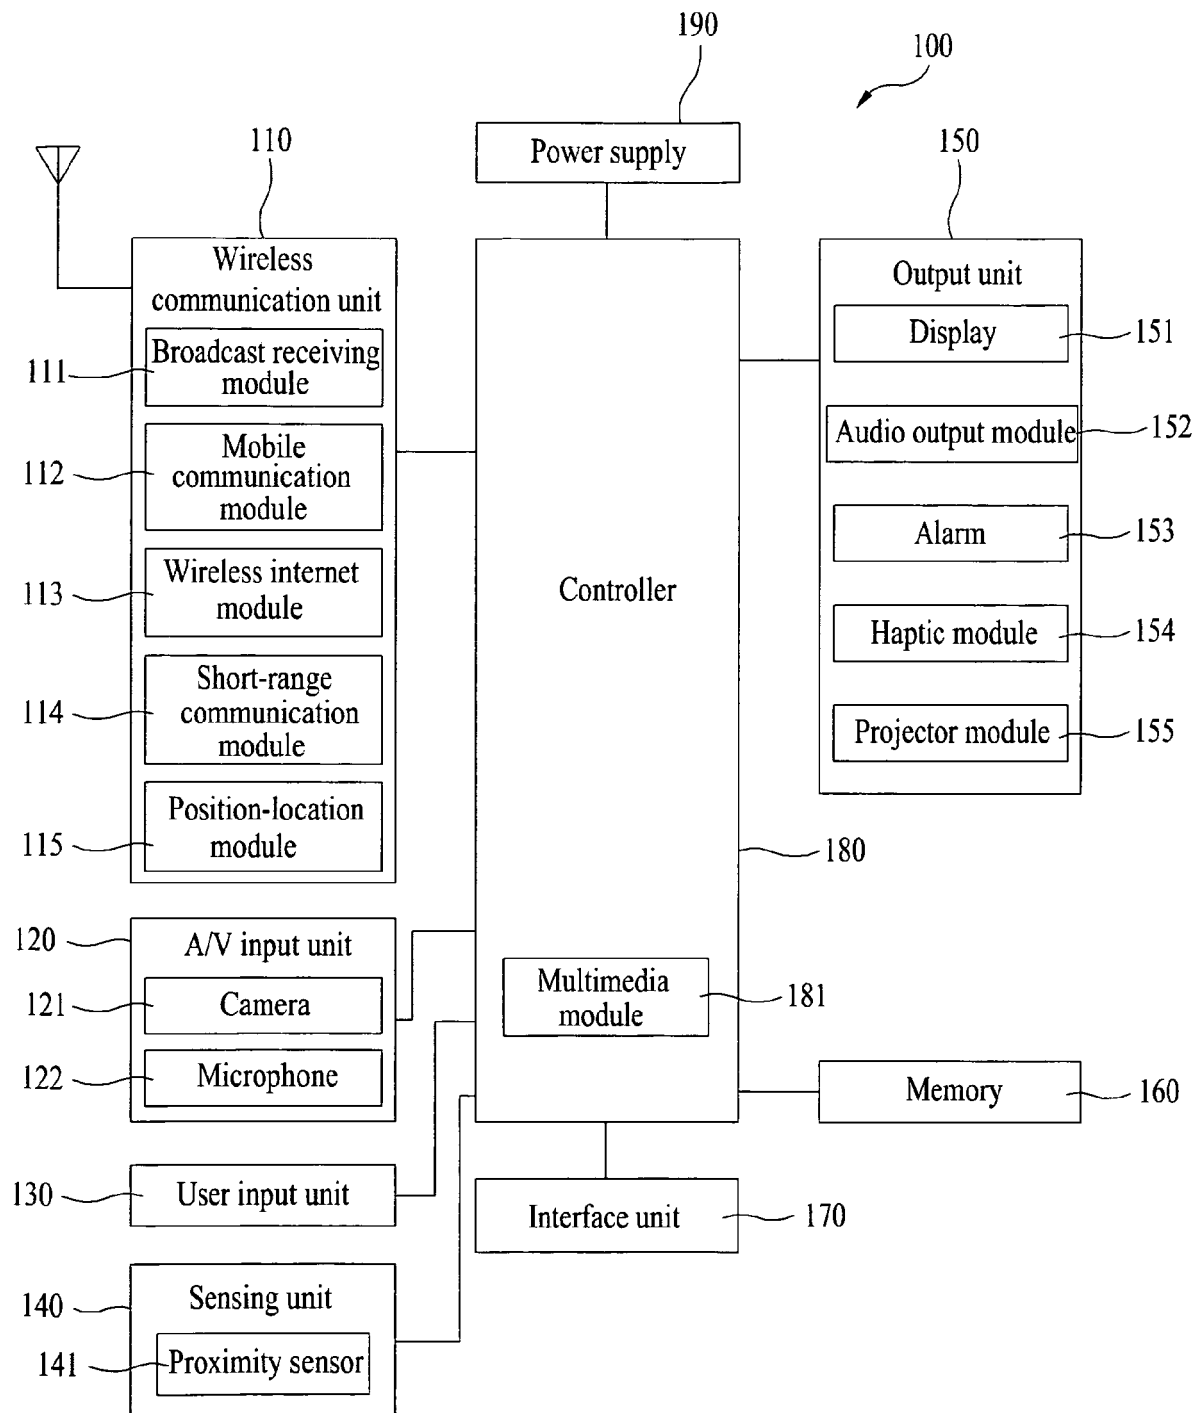 190
100
Power supply
110
150
Wireless
communication unit
Broadcast receiving
module
111
Mobile
communication
module
112
Wireless internet
module
113
Short-range
communication
module
114
Position-location
module
115
Controller
180
Output unit
Display
151
Audio output module
152
Alarm
153
Haptic module
154
Projector module
155
120
A/V input unit
121
Camera
122
Microphone
Multimedia
module
181
Memory
160
130
User input unit
Interface unit
170
140
Sensing unit
141
Proximity sensor